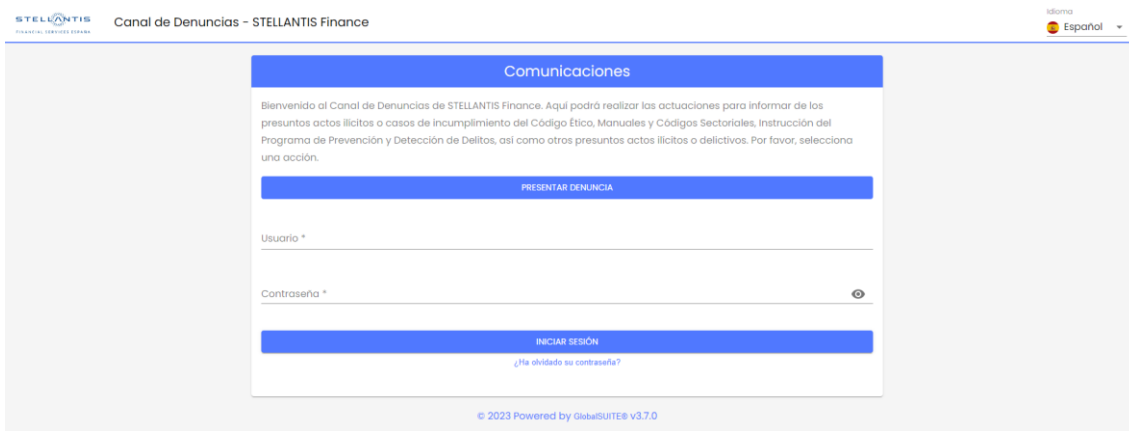 STELLANTIS
FINANCIAL SERVICES ESPAÑA
Canal de Denuncias - STELLANTIS Finance
Idioma
Español
Comunicaciones
Bienvenido al Canal de Denuncias de STELLANTIS Finance. Aquí podrá realizar las actuaciones para informar de los
presuntos actos ilícitos o casos de incumplimiento del Código Ético, Manuales y Códigos Sectoriales, Instrucción del
Programa de Prevención y Detección de Delitos, así como otros presuntos actos ilícitos o delictivos. Por favor, selecciona
una acción.
PRESENTAR DENUNCIA
Usuario *
Contraseña *
INICIAR SESIÓN
¿Ha olvidado su contraseña?
© 2023 Powered by GlobalSUITE® v3.7.0